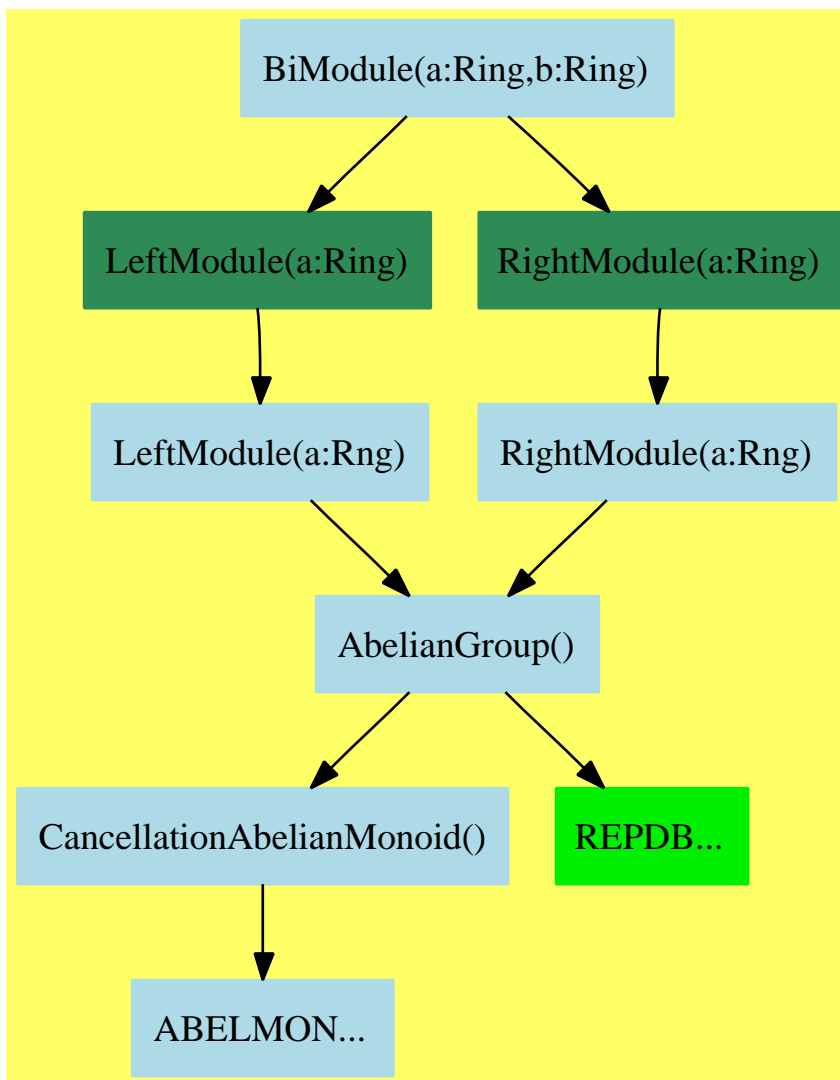 BiModule(a:Ring,b:Ring)
LeftModule(a:Ring)
RightModule(a:Ring)
LeftModule(a:Rng)
RightModule(a:Rng)
AbelianGroup()
CancellationAbelianMonoid()
REPDB...
ABELMON...